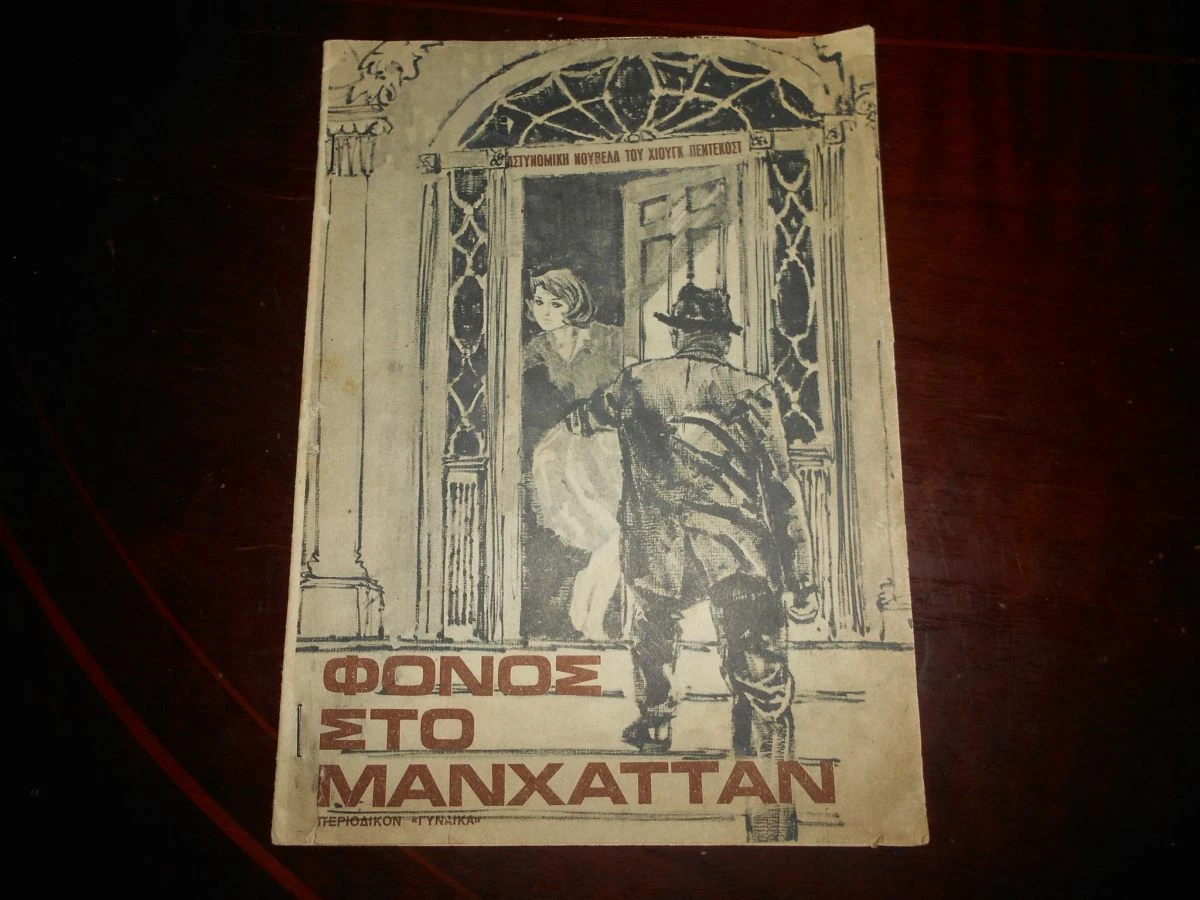 ΑΣΤΥΝΟΜΙΚΗ ΝΟΥΒΕΛΑ ΤΟΥ ΧΙΟΥΓΚ ΠΕΝΤΕΚΟΣΤ
ΦΟΝΟΣ
ΣΤΟ
ΜΑΝΧΑΤΤΑΝ
ΠΕΡΙΟΔΙΚΟΝ «ΓΥΝΑΙΚΑ»